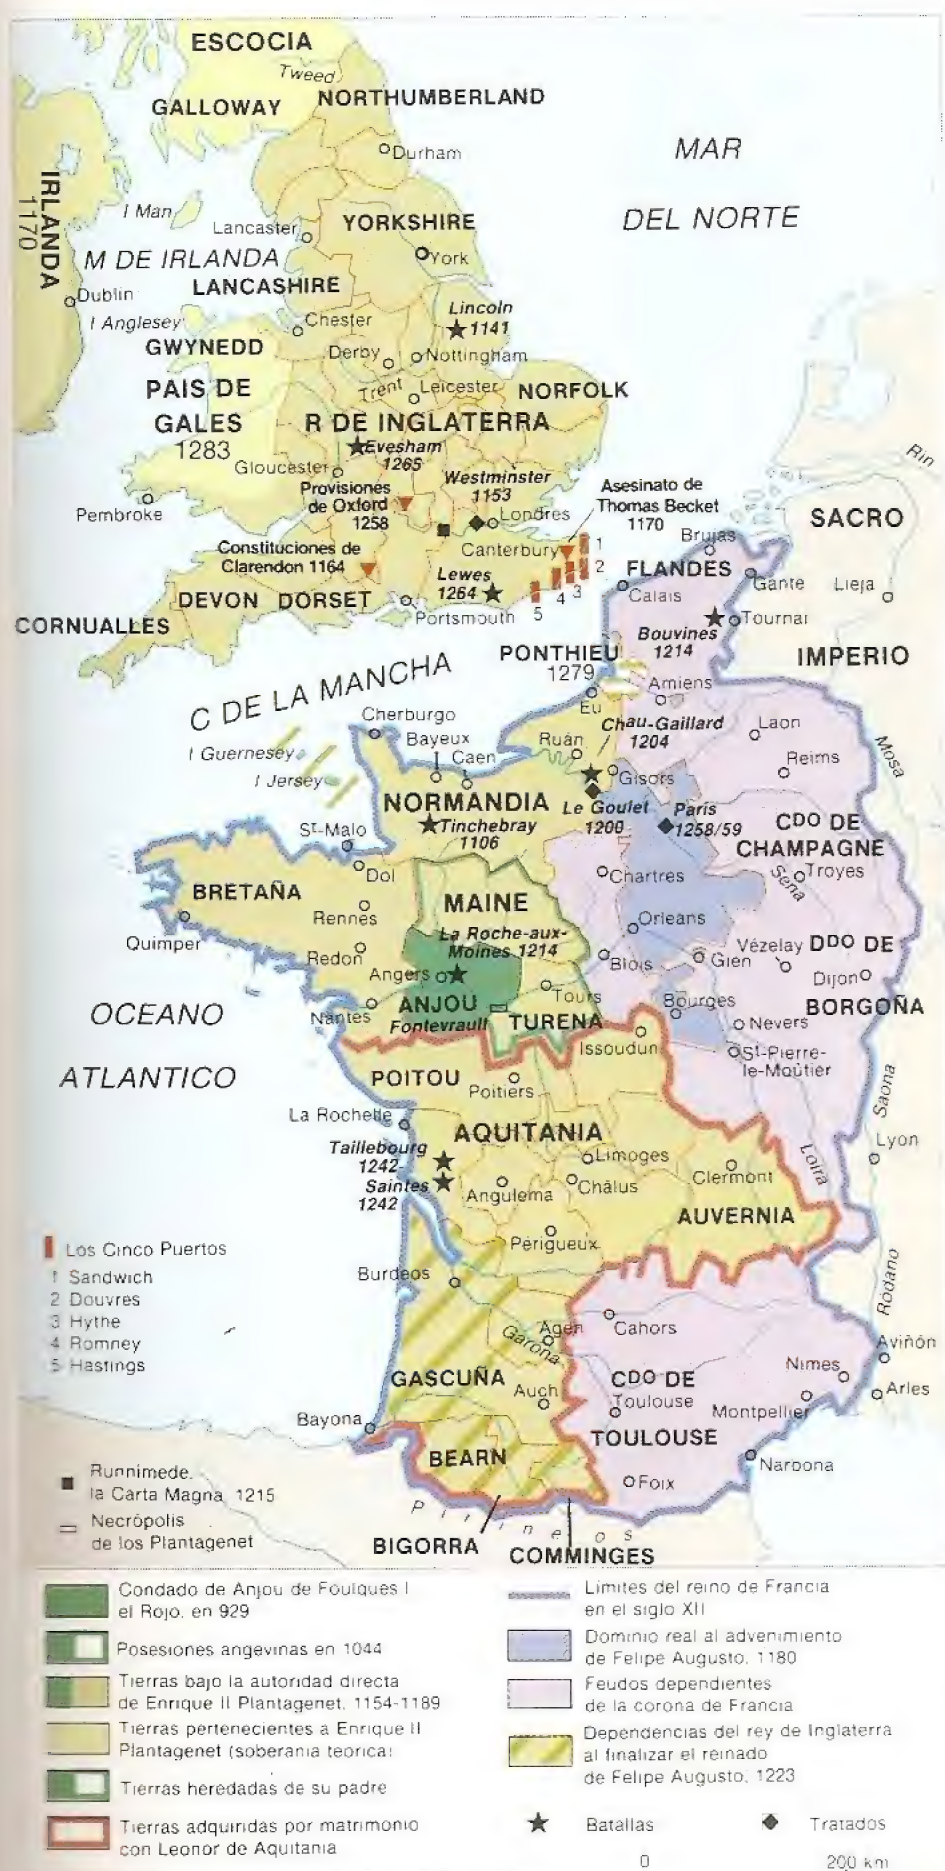 ESCOCIA
Tweed
GALLOWAY
NORTHUMBERLAND
Durham
MAR
DEL NORTE
IRLANDA
1170
I Man
Lancaster
YORKSHIRE
York
M DE IRLANDA
LANCASHIRE
Dublin
I Anglesey
Chester
Lincoln
1141
GWYNEDD
Derby
Nottingham
Trent
Leicester
NORFOLK
PAIS DE
GALES
1283
R DE INGLATERRA
Evesham
1265
Gloucester
Provisiones
de Oxford
1258
Westminster
1153
Londres
Asesinato de
Thomas Becket
1170
Rin
Pembroke
SACRO
Constituciones de
Clarendon 1164
Canterbury
1
2
3
4
5
Brujas
Lewes
1264
FLANDES
Calais
Gante
Lieja
DEVON
DORSET
Portsmouth
CORNUALLES
Bouvines
1214
Tournai
IMPERIO
PONTHIEU
1279
C DE LA MANCHA
Eu
Amiens
Cherburgo
Chau-Gaillard
1204
Laon
Mosa
I Guernesey
Bayeux
Caen
Ruán
Reims
I Jersey
Gisors
NORMANDIA
Le Goulet
1200
París
1258/59
CDO DE
CHAMPAGNE
Tinchebray
1106
St-Malo
Dol
Chartres
Sena
Troyes
BRETAÑA
MAINE
Rennes
Orleans
Quimper
Redon
La Roche-aux-
Moines 1214
Blois
Gien
Vézelay
DDO DE
BORGOÑA
Dijon
Angers
ANJOU
Tours
Bourges
OCEANO
ATLANTICO
Nantes
Fontevrault
TURENA
Issoudun
Nevers
St-Pierre-
le-Moûtier
POITOU
Poitiers
Saona
La Rochelle
AQUITANIA
Lyon
Taillebourg
1242
Saintes
1242
Limoges
Clermont
Loira
Angulema
Châlus
AUVERNIA
Périgueux
Los Cinco Puertos
1 Sandwich
2 Douvres
3 Hythe
4 Romney
5 Hastings
Burdeos
Ródano
Agen
Garona
Cahors
Aviñón
GASCUÑA
Auch
CDO DE
Toulouse
TOULOUSE
Nimes
Montpellier
Arles
Bayona
BEARN
Narbona
Foix
Pirineos
BIGORRA
COMMINGES
Runnimede,
la Carta Magna, 1215
Necrópolis
de los Plantagenet
Condado de Anjou de Foulques I
el Rojo, en 929
Posesiones angevinas en 1044
Tierras bajo la autoridad directa
de Enrique II Plantagenet, 1154-1189
Tierras pertenecientes a Enrique II
Plantagenet (soberania teorica)
Tierras heredadas de su padre
Tierras adquiridas por matrimonio
con Leonor de Aquitania
Limites del reino de Francia
en el siglo XII
Dominio real al advenimiento
de Felipe Augusto, 1180
Feudos dependientes
de la corona de Francia
Dependencias del rey de Inglaterra
al finalizar el reinado
de Felipe Augusto, 1223
Batallas
Tratados
0
200 km